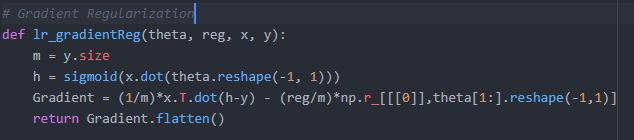 # Gradient Regularization
def lr_gradientReg(theta, reg, x, y):
    m = y.size
    h = sigmoid(x.dot(theta.reshape(-1, 1)))
    Gradient = (1/m)*x.T.dot(h-y) - (reg/m)*np.r_[[[0]],theta[1:].reshape(-1,1)]
    return Gradient.flatten()